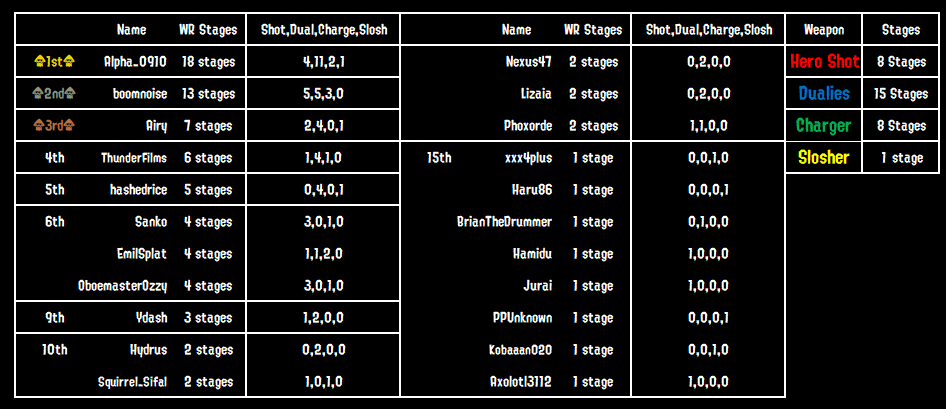 Name WR Stages Shot,Dual,Charge,Slosh Name WR Stages Shot,Dual,Charge,Slosh Weapon Stages
1st Alpha_0910 18 stages 4,11,2,1 Nexus47 2 stages 0,2,0,0 Hero Shot 8 Stages
2nd boomnoise 13 stages 5,5,3,0 Lizaia 2 stages 0,2,0,0 Dualies 15 Stages
3rd Airy 7 stages 2,4,0,1 Phoxorde 2 stages 1,1,0,0 Charger 8 Stages
4th ThunderFilms 6 stages 1,4,1,0 15th xxx4plus 1 stage 0,0,1,0 Slosher 1 stage
5th hashedrice 5 stages 0,4,0,1 Haru86 1 stage 0,0,0,1
6th Sanko 4 stages 3,0,1,0 BrianTheDrummer 1 stage 0,1,0,0
EmilSplat 4 stages 1,1,2,0 Hamidu 1 stage 1,0,0,0
OboemasterOzzy 4 stages 3,0,1,0 Jurai 1 stage 1,0,0,0
9th Ydash 3 stages 1,2,0,0 PPUnknown 1 stage 0,0,0,1
10th Hydrus 2 stages 0,2,0,0 Kobaaan020 1 stage 0,0,1,0
Squirrel_Sifal 2 stages 1,0,1,0 Axolotl3112 1 stage 1,0,0,0